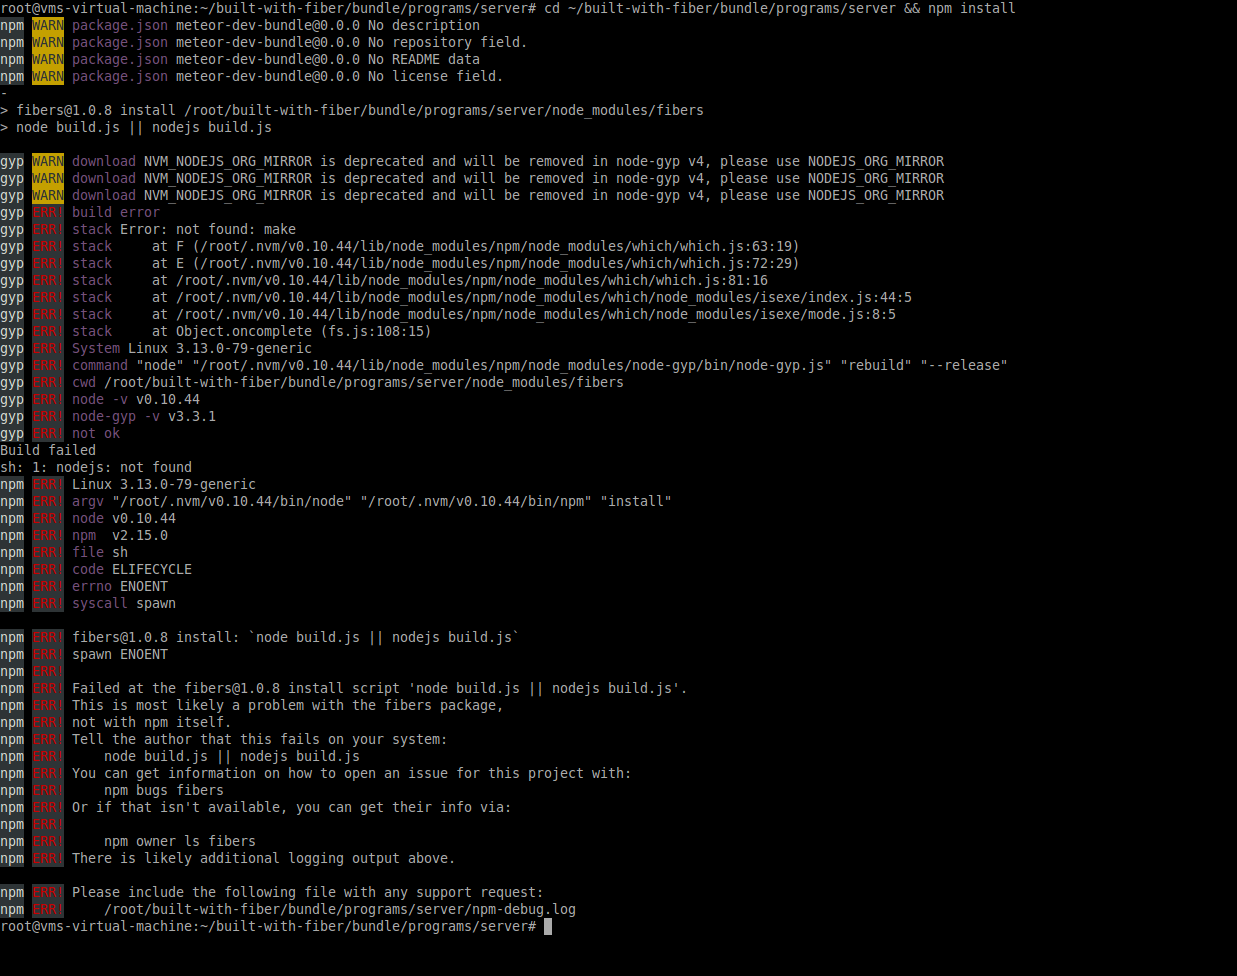 root@vms-virtual-machine:~/built-with-fiber/bundle/programs/server# cd ~/built-with-fiber/bundle/programs/server && npm install
npm WARN package.json meteor-dev-bundle@0.0.0 No description
npm WARN package.json meteor-dev-bundle@0.0.0 No repository field.
npm WARN package.json meteor-dev-bundle@0.0.0 No README data
npm WARN package.json meteor-dev-bundle@0.0.0 No license field.
-
> fibers@1.0.8 install /root/built-with-fiber/bundle/programs/server/node_modules/fibers
> node build.js || nodejs build.js

gyp WARN download NVM_NODEJS_ORG_MIRROR is deprecated and will be removed in node-gyp v4, please use NODEJS_ORG_MIRROR
gyp WARN download NVM_NODEJS_ORG_MIRROR is deprecated and will be removed in node-gyp v4, please use NODEJS_ORG_MIRROR
gyp WARN download NVM_NODEJS_ORG_MIRROR is deprecated and will be removed in node-gyp v4, please use NODEJS_ORG_MIRROR
gyp ERR! build error
gyp ERR! stack Error: not found: make
gyp ERR! stack     at F (/root/.nvm/v0.10.44/lib/node_modules/npm/node_modules/which/which.js:63:19)
gyp ERR! stack     at E (/root/.nvm/v0.10.44/lib/node_modules/npm/node_modules/which/which.js:72:29)
gyp ERR! stack     at /root/.nvm/v0.10.44/lib/node_modules/npm/node_modules/which/which.js:81:16
gyp ERR! stack     at /root/.nvm/v0.10.44/lib/node_modules/npm/node_modules/which/node_modules/isexe/index.js:44:5
gyp ERR! stack     at /root/.nvm/v0.10.44/lib/node_modules/npm/node_modules/which/node_modules/isexe/mode.js:8:5
gyp ERR! stack     at Object.oncomplete (fs.js:108:15)
gyp ERR! System Linux 3.13.0-79-generic
gyp ERR! command "node" "/root/.nvm/v0.10.44/lib/node_modules/npm/node_modules/node-gyp/bin/node-gyp.js" "rebuild" "--release"
gyp ERR! cwd /root/built-with-fiber/bundle/programs/server/node_modules/fibers
gyp ERR! node -v v0.10.44
gyp ERR! node-gyp -v v3.3.1
gyp ERR! not ok
Build failed
sh: 1: nodejs: not found
npm ERR! Linux 3.13.0-79-generic
npm ERR! argv "/root/.nvm/v0.10.44/bin/node" "/root/.nvm/v0.10.44/bin/npm" "install"
npm ERR! node v0.10.44
npm ERR! npm  v2.15.0
npm ERR! file sh
npm ERR! code ELIFECYCLE
npm ERR! errno ENOENT
npm ERR! syscall spawn

npm ERR! fibers@1.0.8 install: `node build.js || nodejs build.js`
npm ERR! spawn ENOENT
npm ERR!
npm ERR! Failed at the fibers@1.0.8 install script 'node build.js || nodejs build.js'.
npm ERR! This is most likely a problem with the fibers package,
npm ERR! not with npm itself.
npm ERR! Tell the author that this fails on your system:
npm ERR!     node build.js || nodejs build.js
npm ERR! You can get information on how to open an issue for this project with:
npm ERR!     npm bugs fibers
npm ERR! Or if that isn't available, you can get their info via:
npm ERR!
npm ERR!     npm owner ls fibers
npm ERR! There is likely additional logging output above.

npm ERR! Please include the following file with any support request:
npm ERR!     /root/built-with-fiber/bundle/programs/server/npm-debug.log
root@vms-virtual-machine:~/built-with-fiber/bundle/programs/server#